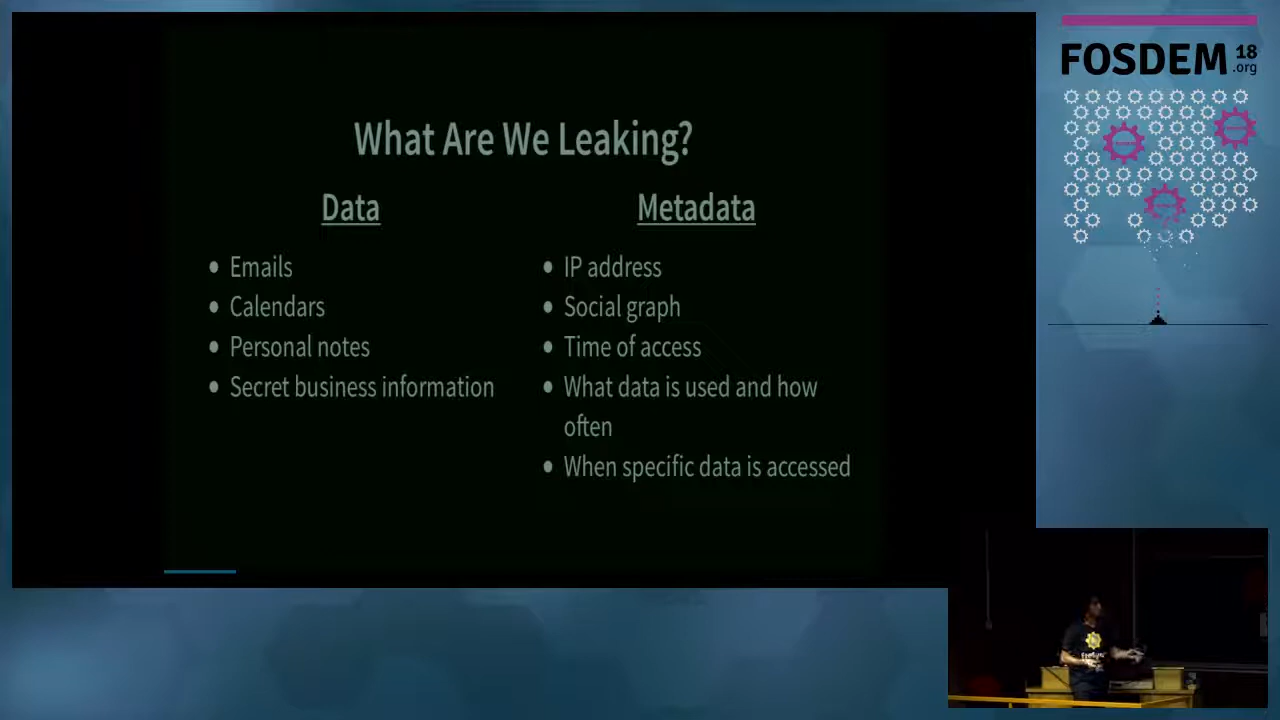 What Are We Leaking?
Data
Emails
Calendars
Personal notes
Secret business information
Metadata
IP address
Social graph
Time of access
What data is used and how
often
When specific data is accessed
FOSDEM 18
.org